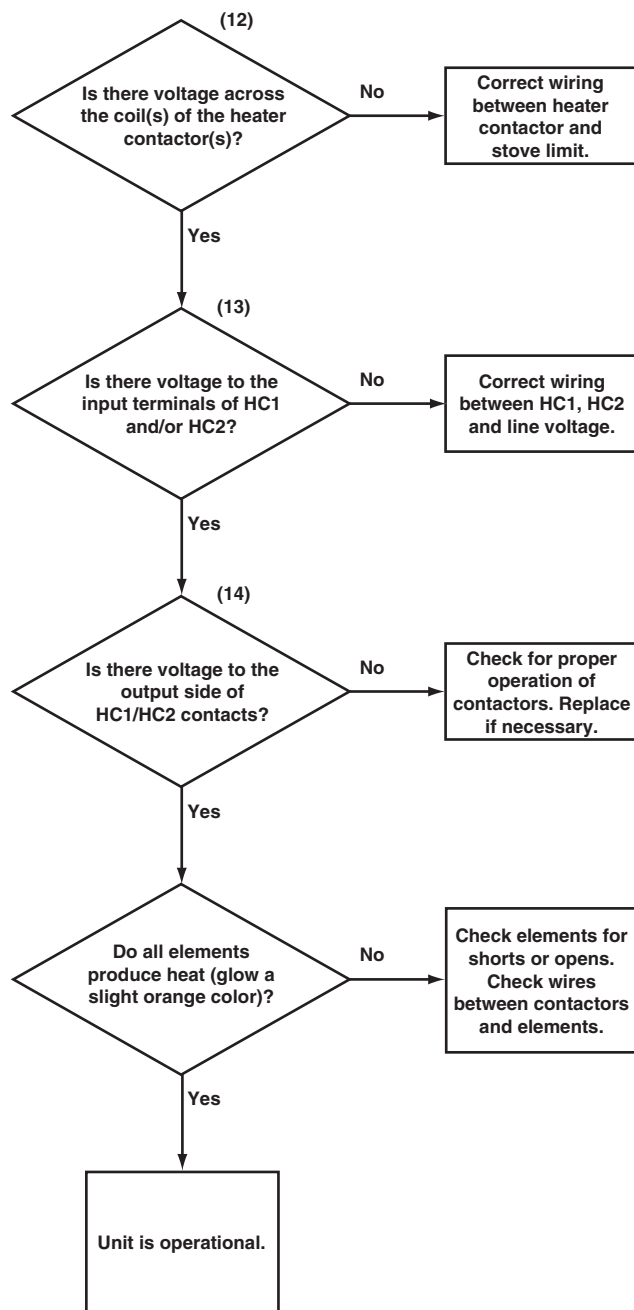 (12)
Is there voltage across
the coil(s) of the heater
contactor(s)?
No
Correct wiring
between heater
contactor and
stove limit.
Yes
(13)
Is there voltage to the
input terminals of HC1
and/or HC2?
No
Correct wiring
between HC1, HC2
and line voltage.
Yes
(14)
Is there voltage to the
output side of
HC1/HC2 contacts?
No
Check for proper
operation of
contactors. Replace
if necessary.
Yes
Do all elements
produce heat (glow a
slight orange color)?
No
Check elements for
shorts or opens.
Check wires
between contactors
and elements.
Yes
Unit is operational.